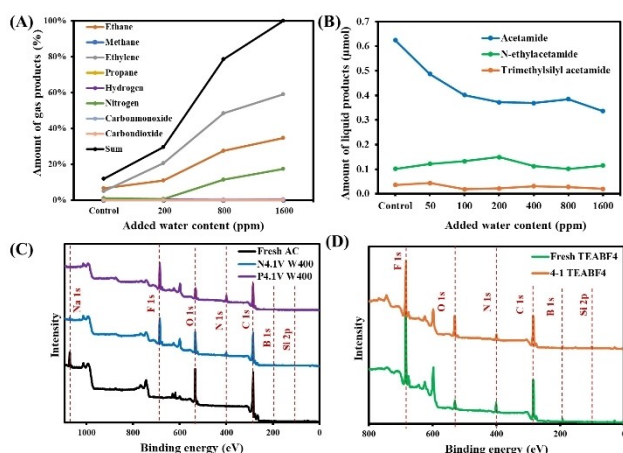 (A)
Amount of gas products (%)
100%
80%
60%
40%
20%
0%
Ethane
Methane
Ethylene
Propane
Hydrogen
Nitrogen
Carbonmonoxide
Carbondioxide
Sum
Control 200 800 1600
Added water content (ppm)
(B)
Amount of liquid products (μmol)
0.7
0.6
0.5
0.4
0.3
0.2
0.1
0.0
Acetamide
N-ethylacetamide
Trimethylsilyl acetamide
Control 50 100 200 400 800 1600
Added water content (ppm)
(C)
Intensity
Fresh AC
N4.1V W400
P4.1V W400
Na 1s
F 1s
O 1s
N 1s
C 1s
B 1s
Si 2p
1000 800 600 400 200 0
Binding energy (eV)
(D)
Intensity
Fresh TEABF4
4-1 TEABF4
F 1s
O 1s
N 1s
C 1s
B 1s
Si 2p
800 600 400 200 0
Binding energy (eV)